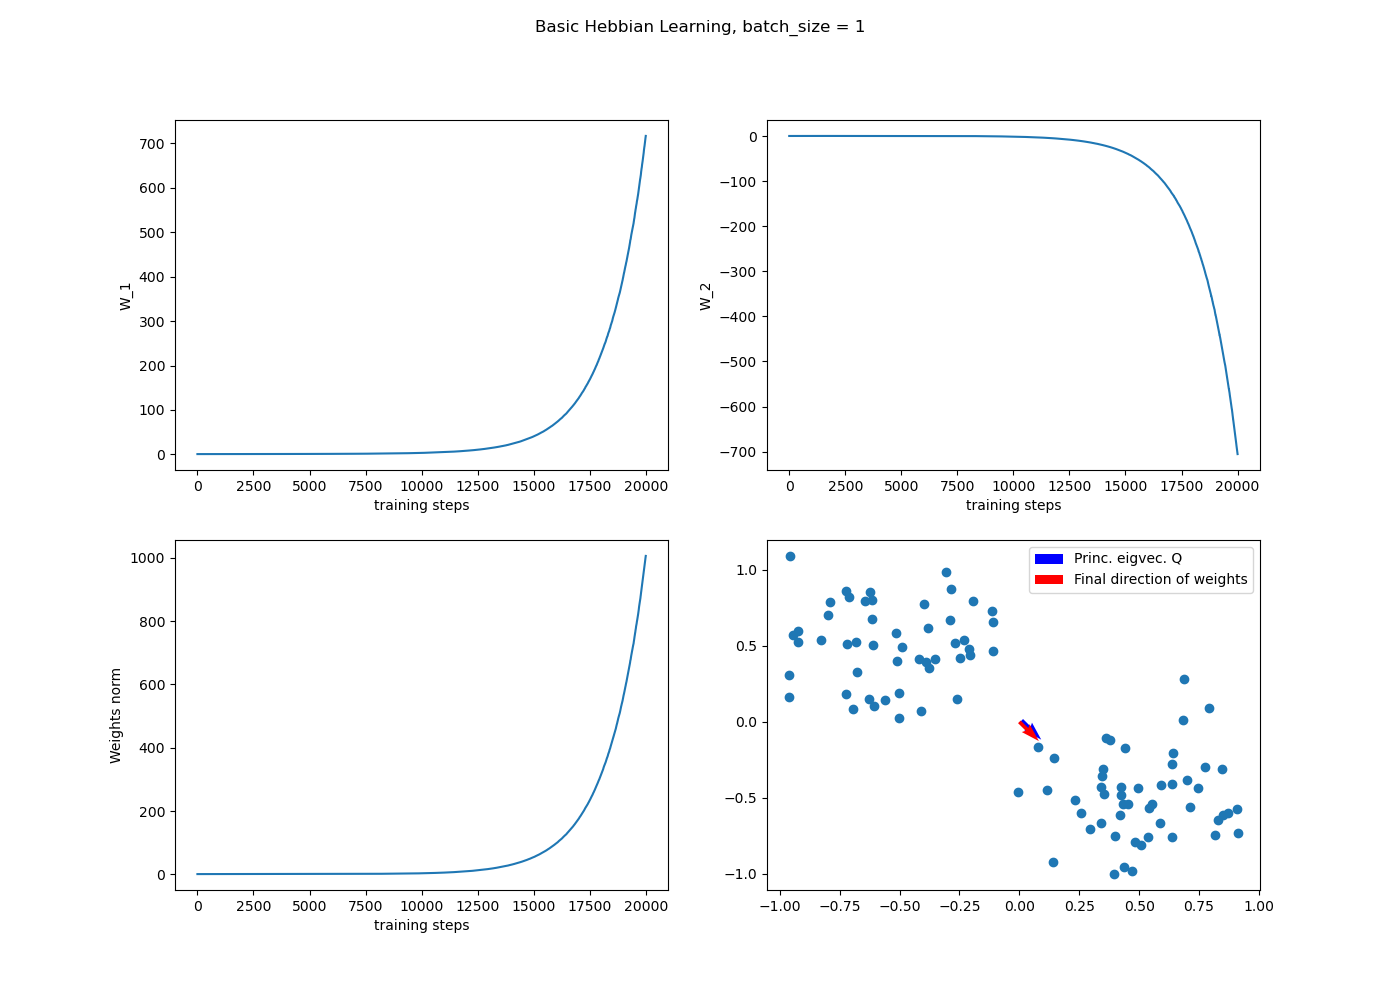 Basic Hebbian Learning, batch_size = 1
700
600
500
400
300
200
100
0
W_1
0 2500 5000 7500 10000 12500 15000 17500 20000
training steps
0
−100
−200
−300
−400
−500
−600
−700
W_2
0 2500 5000 7500 10000 12500 15000 17500 20000
training steps
1000
800
600
400
200
0
Weights norm
0 2500 5000 7500 10000 12500 15000 17500 20000
training steps
Princ. eigvec. Q
Final direction of weights
1.0
0.5
0.0
−0.5
−1.0
−1.00 −0.75 −0.50 −0.25 0.00 0.25 0.50 0.75 1.00